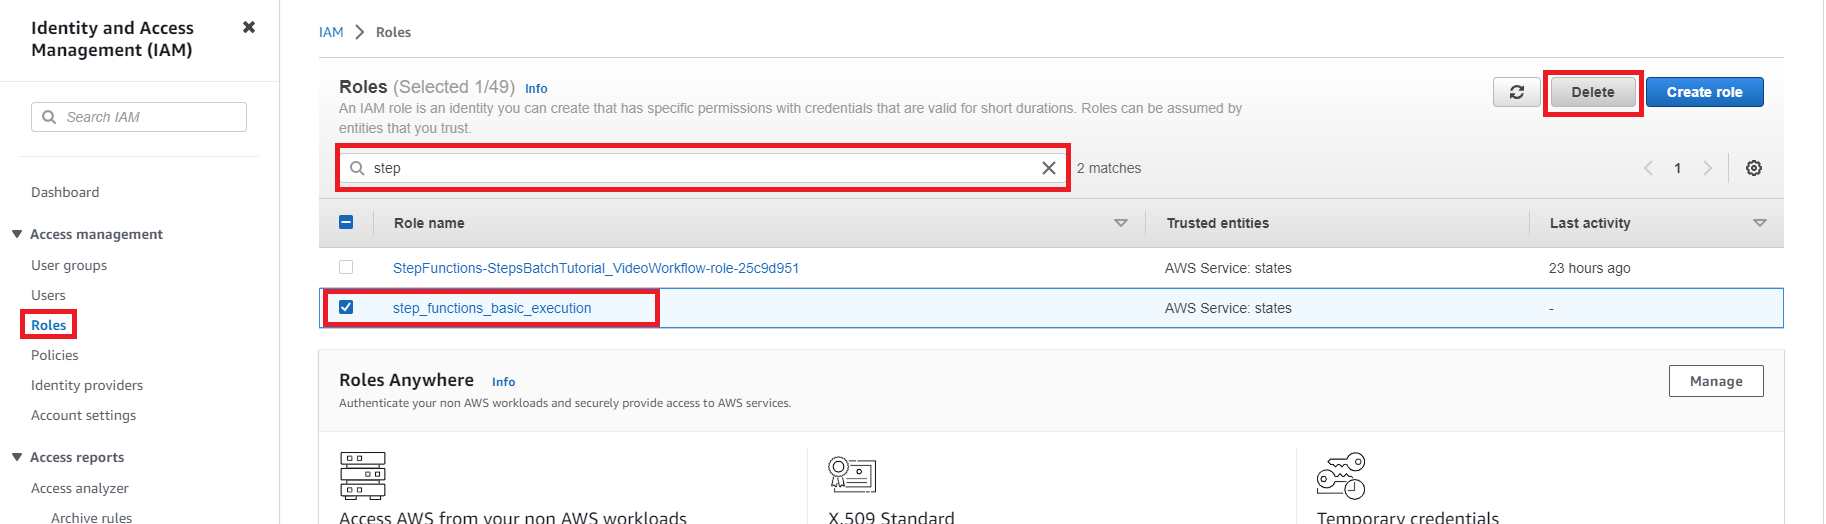 Identity and Access
Management (IAM)
Search IAM
Dashboard
Access management
User groups
Users
Roles
Policies
Identity providers
Account settings
Access reports
Access analyzer
Archive rules
IAM
Roles
Roles (Selected 1/49) Info
An IAM role is an identity you can create that has specific permissions with credentials that are valid for short durations. Roles can be assumed by
entities that you trust.
Delete
Create role
step
2 matches
1
Role name
Trusted entities
Last activity
StepFunctions-StepsBatchTutorial_VideoWorkflow-role-25c9d951
AWS Service: states
23 hours ago
step_functions_basic_execution
AWS Service: states
-
Roles Anywhere Info
Authenticate your non AWS workloads and securely provide access to AWS services.
Manage
Access AWS from your non AWS workloads
X.509 Standard
Temporary credentials